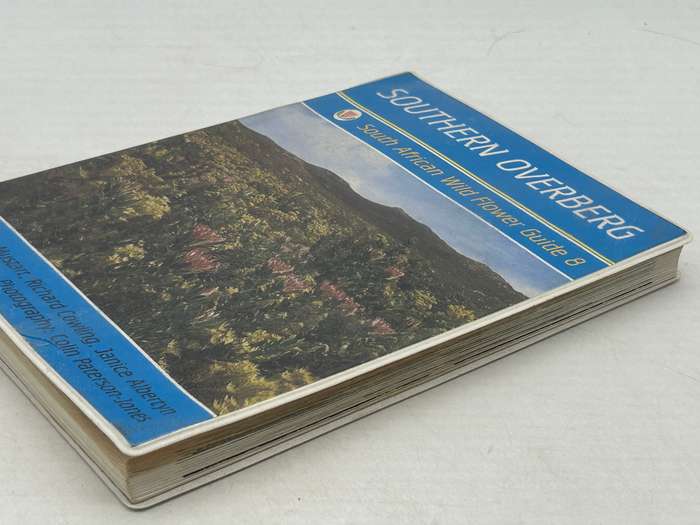 SOUTHERN OVERBERG
South African Wild Flower Guide 8
Mustart, Richard Cowling, Janice Albertyn
Photography: Colin Paterson-Jones